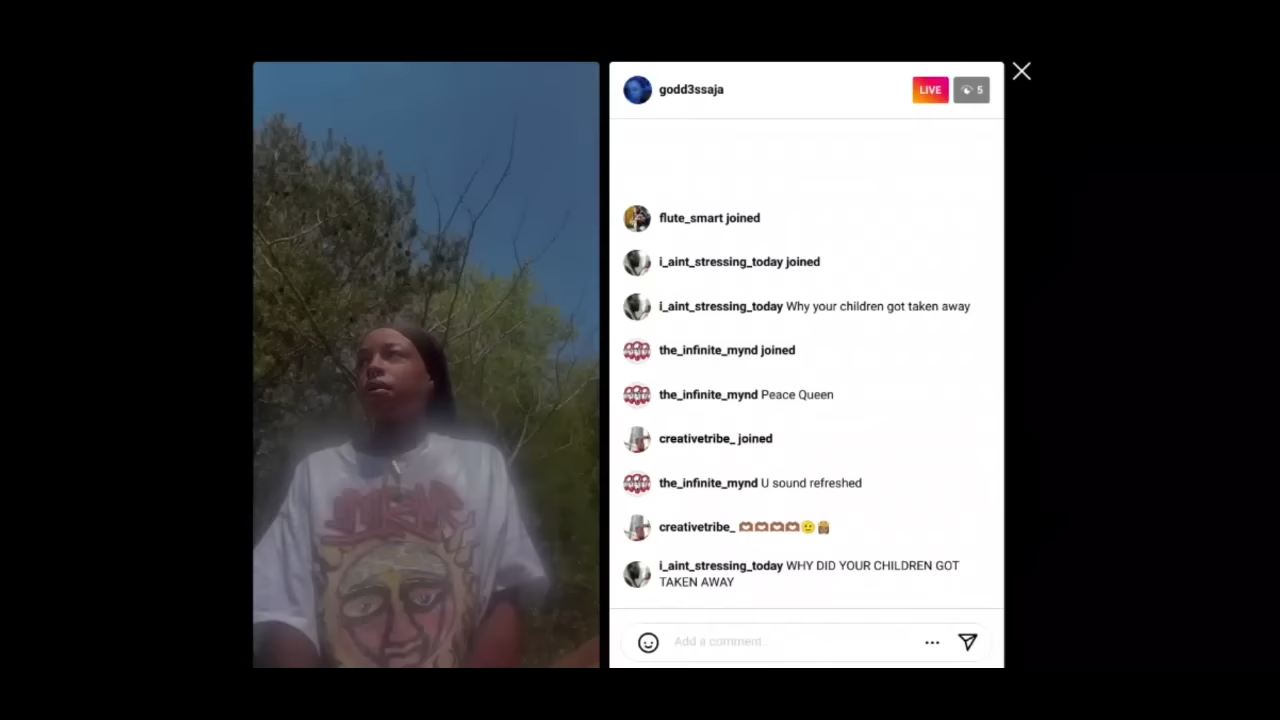 godd3ssaja
LIVE
5
flute_smart joined
i_aint_stressing_today joined
i_aint_stressing_today Why your children got taken away
the_infinite_mynd joined
the_infinite_mynd Peace Queen
creativetribe_ joined
the_infinite_mynd U sound refreshed
creativetribe_ 🫶🏾🫶🏾🫶🏾🫶🏾🫡👸🏾
i_aint_stressing_today WHY DID YOUR CHILDREN GOT
TAKEN AWAY
Add a comment...